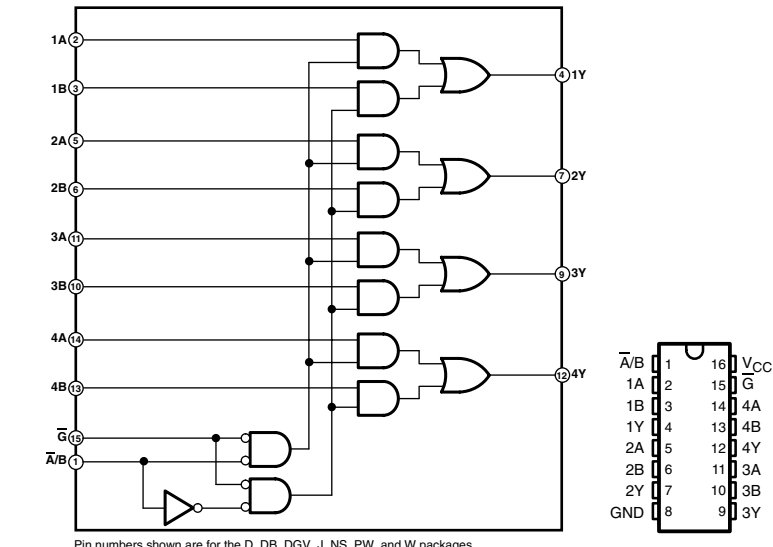 1A 2
1B 3
4 1Y
2A 5
2B 6
7 2Y
3A 11
3B 10
9 3Y
4A 14
4B 13
12 4Y
G̅ 15
A̅/B 1
Pin numbers shown are for the D, DB, DGV, J, NS, PW, and W packages
A̅/B 1 16 VCC
1A 2 15 G̅
1B 3 14 4A
1Y 4 13 4B
2A 5 12 4Y
2B 6 11 3A
2Y 7 10 3B
GND 8 9 3Y